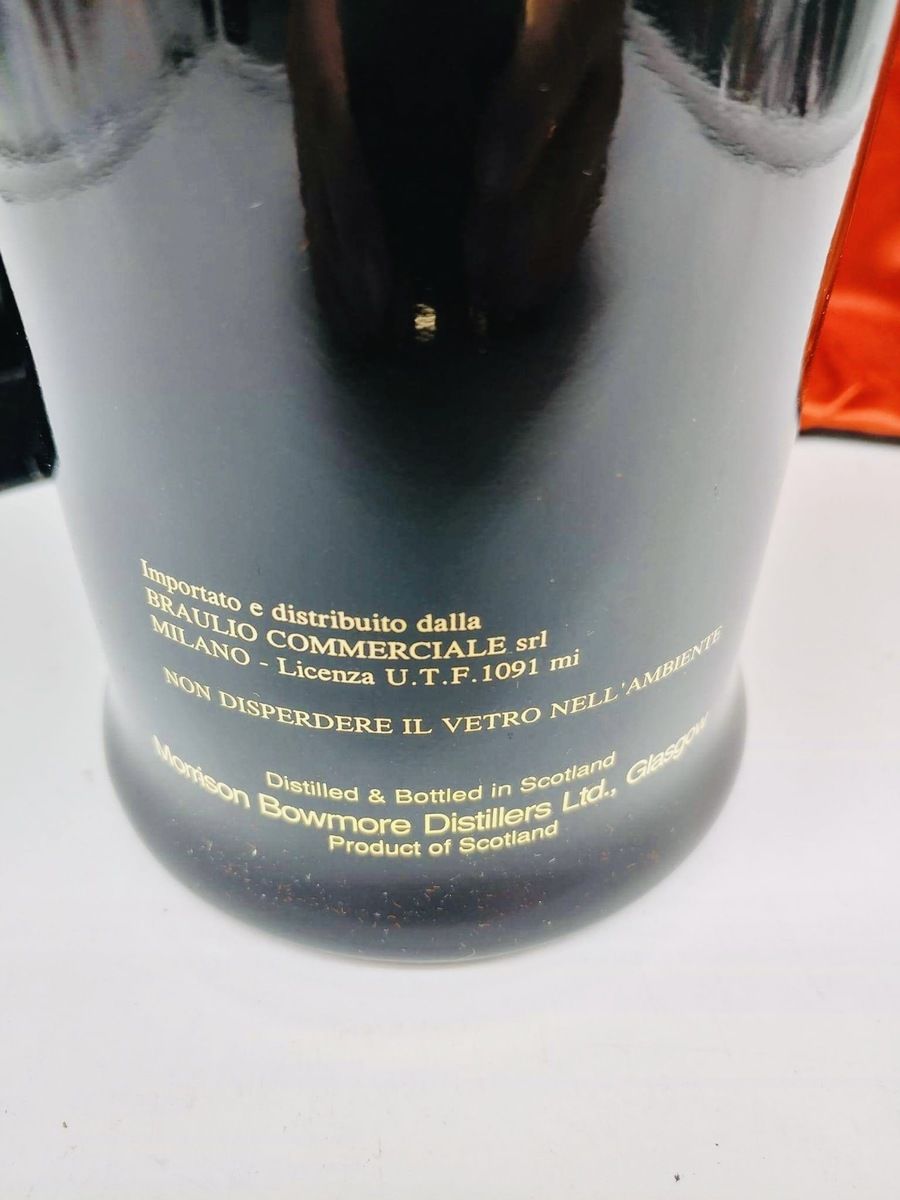 Importato e distribuito dalla
BRAULIO COMMERCIALE srl
MILANO - Licenza U.T.F.1091 mi
NON DISPERDERE IL VETRO NELL'AMBIENTE
Distilled & Bottled in Scotland
Morrison Bowmore Distillers Ltd., Glasgow
Product of Scotland